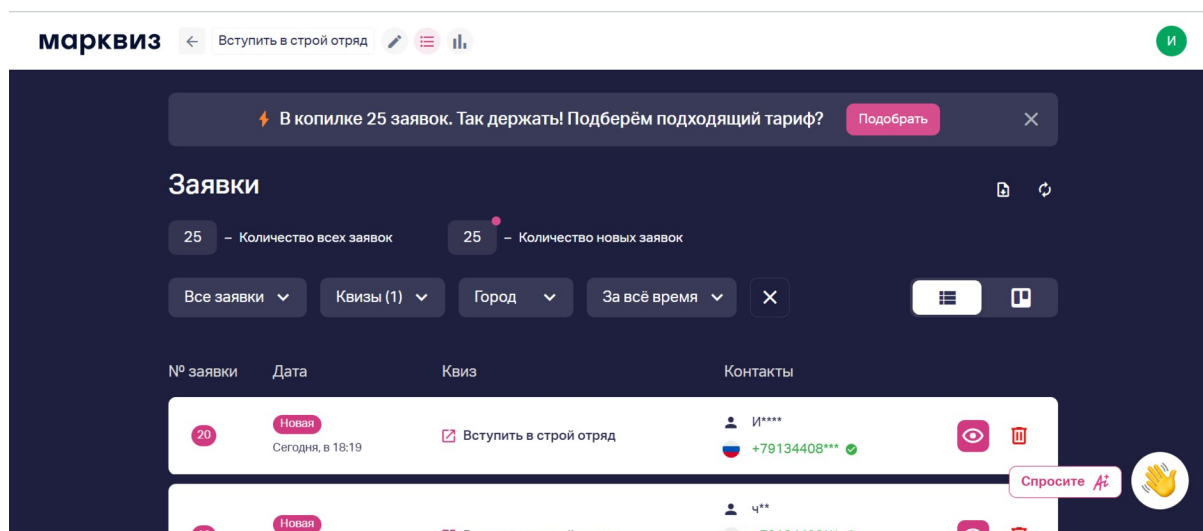 марквиз
Вступить в строй отряд
И
В копилке 25 заявок. Так держать! Подберём подходящий тариф?
Подобрать
Заявки
25 – Количество всех заявок
25 – Количество новых заявок
Все заявки
Квизы (1)
Город
За всё время
№ заявки
Дата
Квиз
Контакты
20
Новая
Сегодня, в 18:19
Вступить в строй отряд
И****
+79134408***
Спросите Ai
ч**
Новая